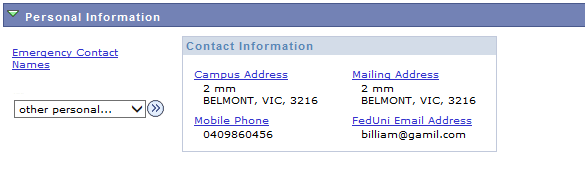 Personal Information
Emergency Contact
Names
other personal...
Contact Information
Campus Address
2 mm
BELMONT, VIC, 3216
Mailing Address
2 mm
BELMONT, VIC, 3216
Mobile Phone
0409860456
FedUni Email Address
billiam@gamil.com